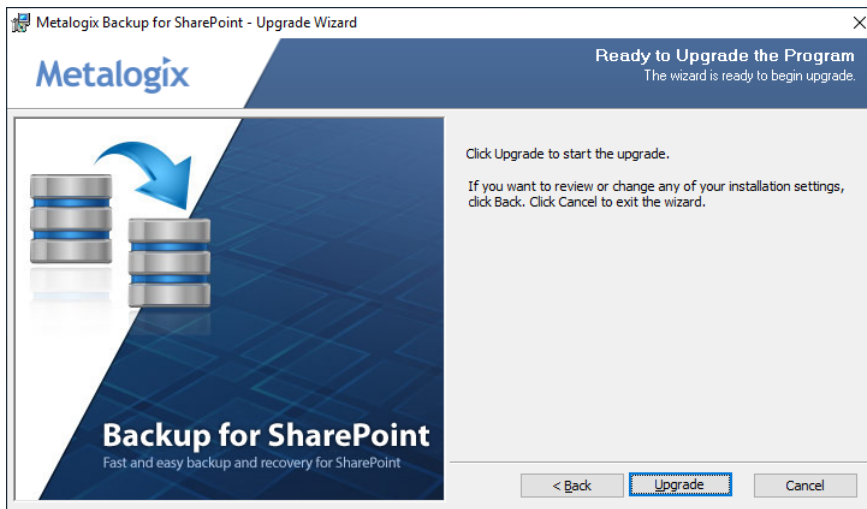 Metalogix Backup for SharePoint - Upgrade Wizard
Metalogix
Ready to Upgrade the Program
The wizard is ready to begin upgrade.
Click Upgrade to start the upgrade.
If you want to review or change any of your installation settings,
click Back. Click Cancel to exit the wizard.
Backup for SharePoint
Fast and easy backup and recovery for SharePoint
< Back
Upgrade
Cancel